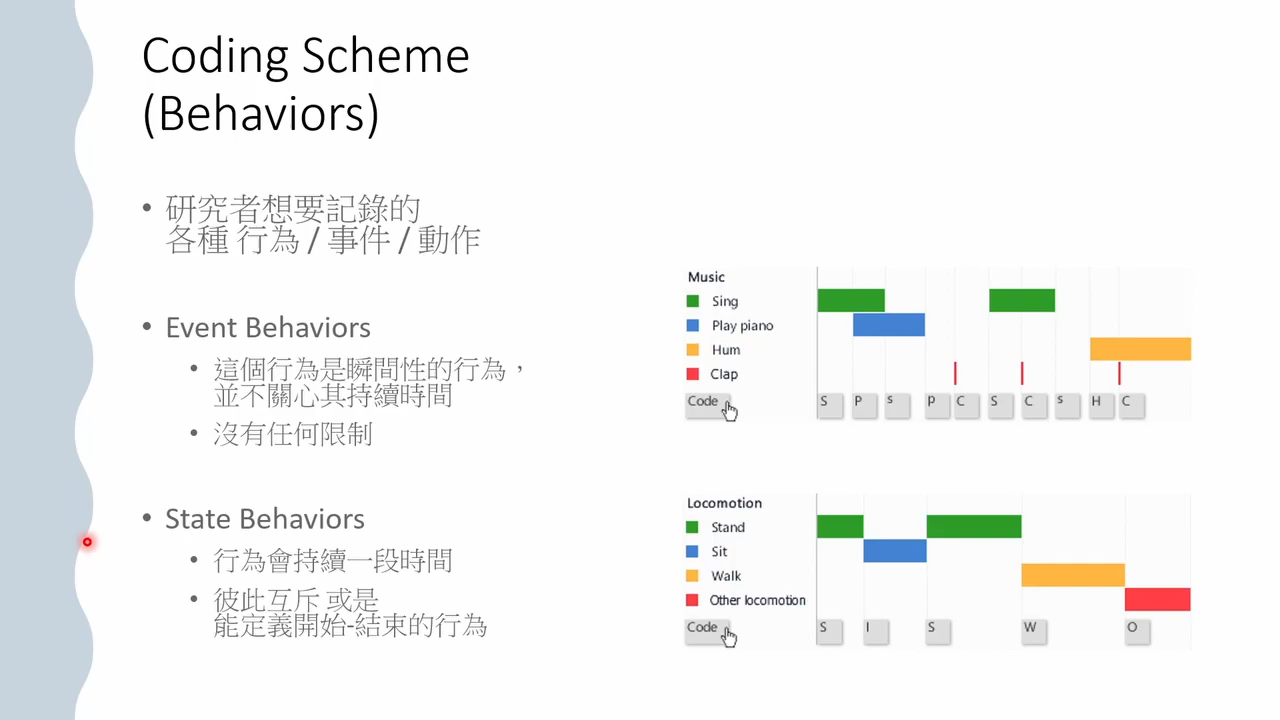 Coding Scheme
(Behaviors)
• 研究者想要記錄的
各種 行為 / 事件 / 動作
• Event Behaviors
• 這個行為是瞬間性的行為，
並不關心其持續時間
• 沒有任何限制
• State Behaviors
• 行為會持續一段時間
• 彼此互斥 或是
能定義開始-結束的行為
Music
Sing
Play piano
Hum
Clap
Code S P s p C S C s H C
Locomotion
Stand
Sit
Walk
Other locomotion
Code S I S W O